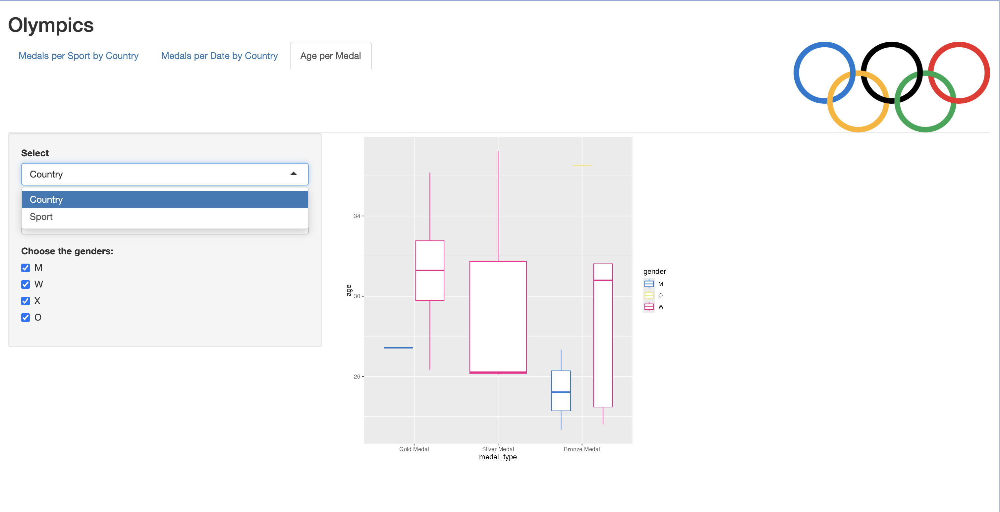 Olympics
Medals per Sport by Country
Medals per Date by Country
Age per Medal
Select
Country
Country
Sport
Choose the genders:
M
W
X
O
age
34
30
26
Gold Medal
Silver Medal
Bronze Medal
medal_type
gender
M
O
W